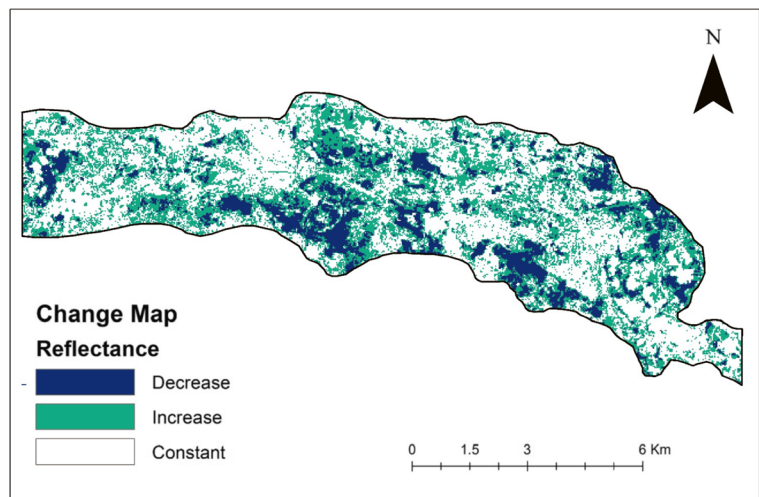 N
Change Map
Reflectance
Decrease
Increase
Constant
0 1.5 3 6 Km